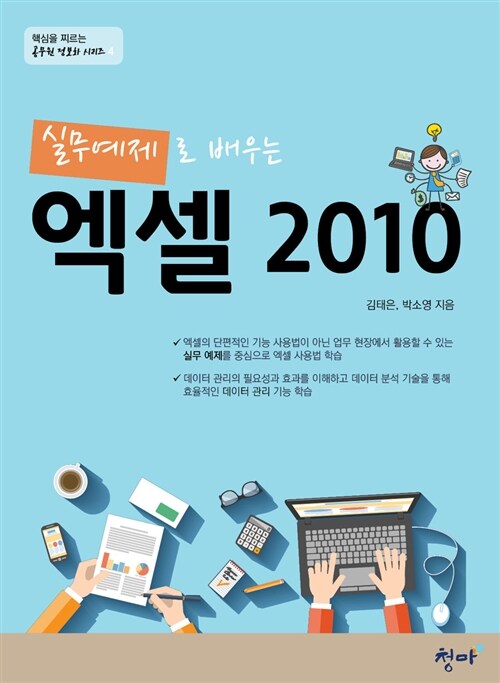 핵심을 찌르는
공무원 정보화 시리즈 4
실무예제로 배우는
엑셀 2010
김태은, 박소영 지음
✓ 엑셀의 단편적인 기능 사용법이 아닌 업무 현장에서 활용할 수 있는
실무 예제를 중심으로 엑셀 사용법 학습
✓ 데이터 관리의 필요성과 효과를 이해하고 데이터 분석 기술을 통해
효율적인 데이터 관리 기능 학습
청마